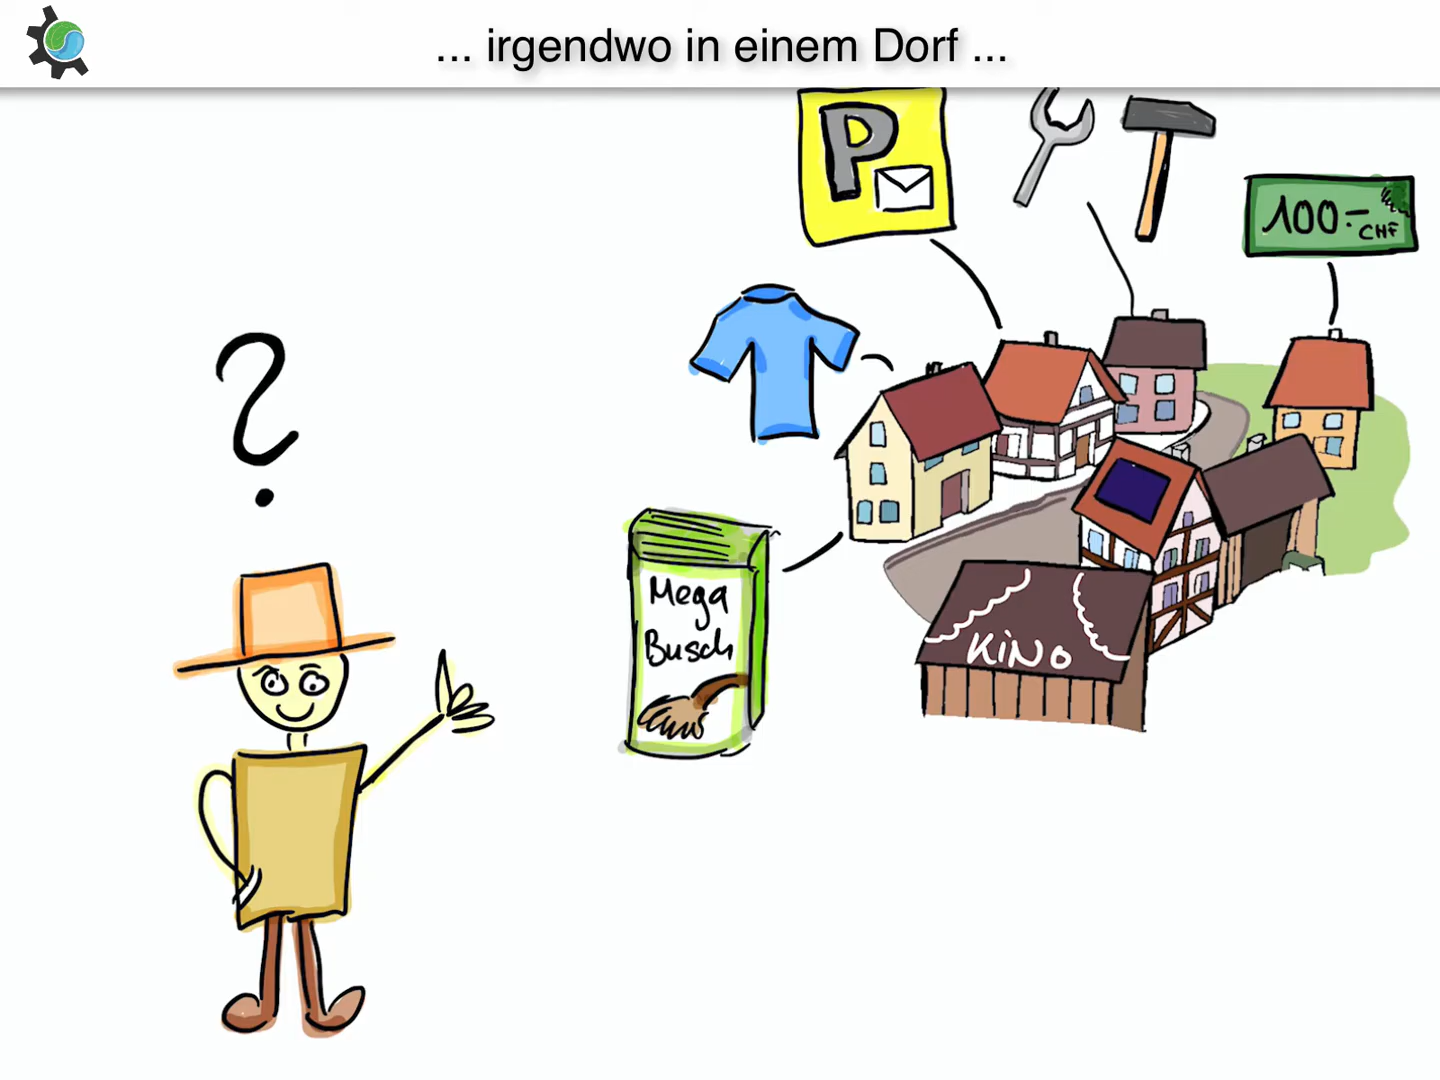 ... irgendwo in einem Dorf ...
P
100.-
CHF
?
Mega
Busch
KiNo